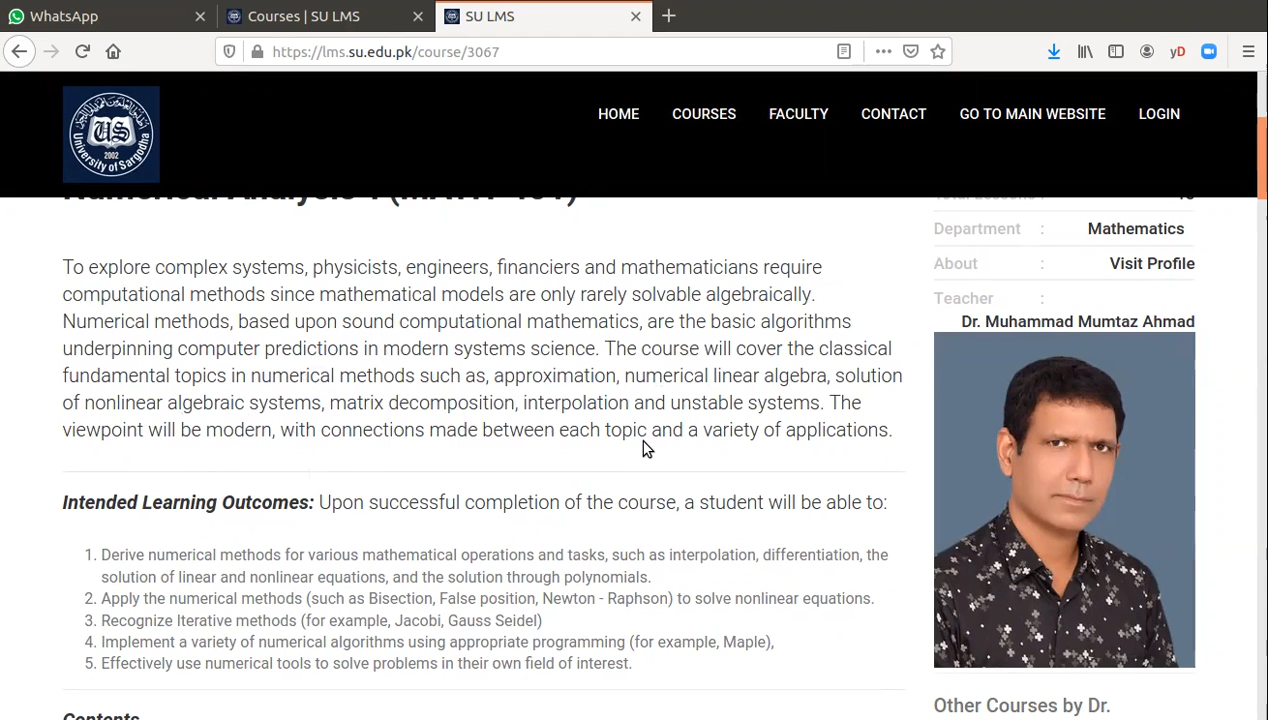 WhatsApp
Courses | SU LMS
SU LMS
https://lms.su.edu.pk/course/3067
yD
HOME COURSES FACULTY CONTACT GO TO MAIN WEBSITE LOGIN
US
University of Sargodha
2002
Department : Mathematics
About : Visit Profile
Teacher :
Dr. Muhammad Mumtaz Ahmad
To explore complex systems, physicists, engineers, financiers and mathematicians require
computational methods since mathematical models are only rarely solvable algebraically.
Numerical methods, based upon sound computational mathematics, are the basic algorithms
underpinning computer predictions in modern systems science. The course will cover the classical
fundamental topics in numerical methods such as, approximation, numerical linear algebra, solution
of nonlinear algebraic systems, matrix decomposition, interpolation and unstable systems. The
viewpoint will be modern, with connections made between each topic and a variety of applications.
Intended Learning Outcomes: Upon successful completion of the course, a student will be able to:
1. Derive numerical methods for various mathematical operations and tasks, such as interpolation, differentiation, the
solution of linear and nonlinear equations, and the solution through polynomials.
2. Apply the numerical methods (such as Bisection, False position, Newton - Raphson) to solve nonlinear equations.
3. Recognize Iterative methods (for example, Jacobi, Gauss Seidel)
4. Implement a variety of numerical algorithms using appropriate programming (for example, Maple),
5. Effectively use numerical tools to solve problems in their own field of interest.
Contents
Other Courses by Dr.